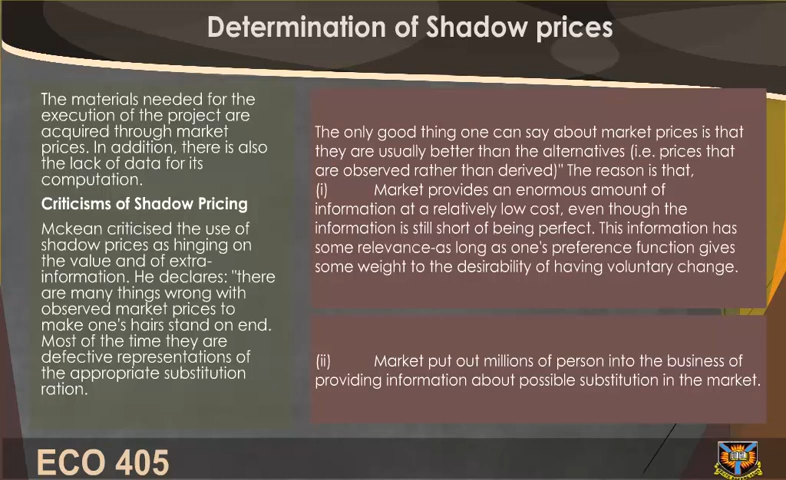 Determination of Shadow prices
The materials needed for the
execution of the project are
acquired through market
prices. In addition, there is also
the lack of data for its
computation.
Criticisms of Shadow Pricing
Mckean criticised the use of
shadow prices as hinging on
the value and of extra-
information. He declares: "there
are many things wrong with
observed market prices to
make one's hairs stand on end.
Most of the time they are
defective representations of
the appropriate substitution
ration.
The only good thing one can say about market prices is that
they are usually better than the alternatives (i.e. prices that
are observed rather than derived)" The reason is that,
(i) Market provides an enormous amount of
information at a relatively low cost, even though the
information is still short of being perfect. This information has
some relevance-as long as one's preference function gives
some weight to the desirability of having voluntary change.
(ii) Market put out millions of person into the business of
providing information about possible substitution in the market.
ECO 405